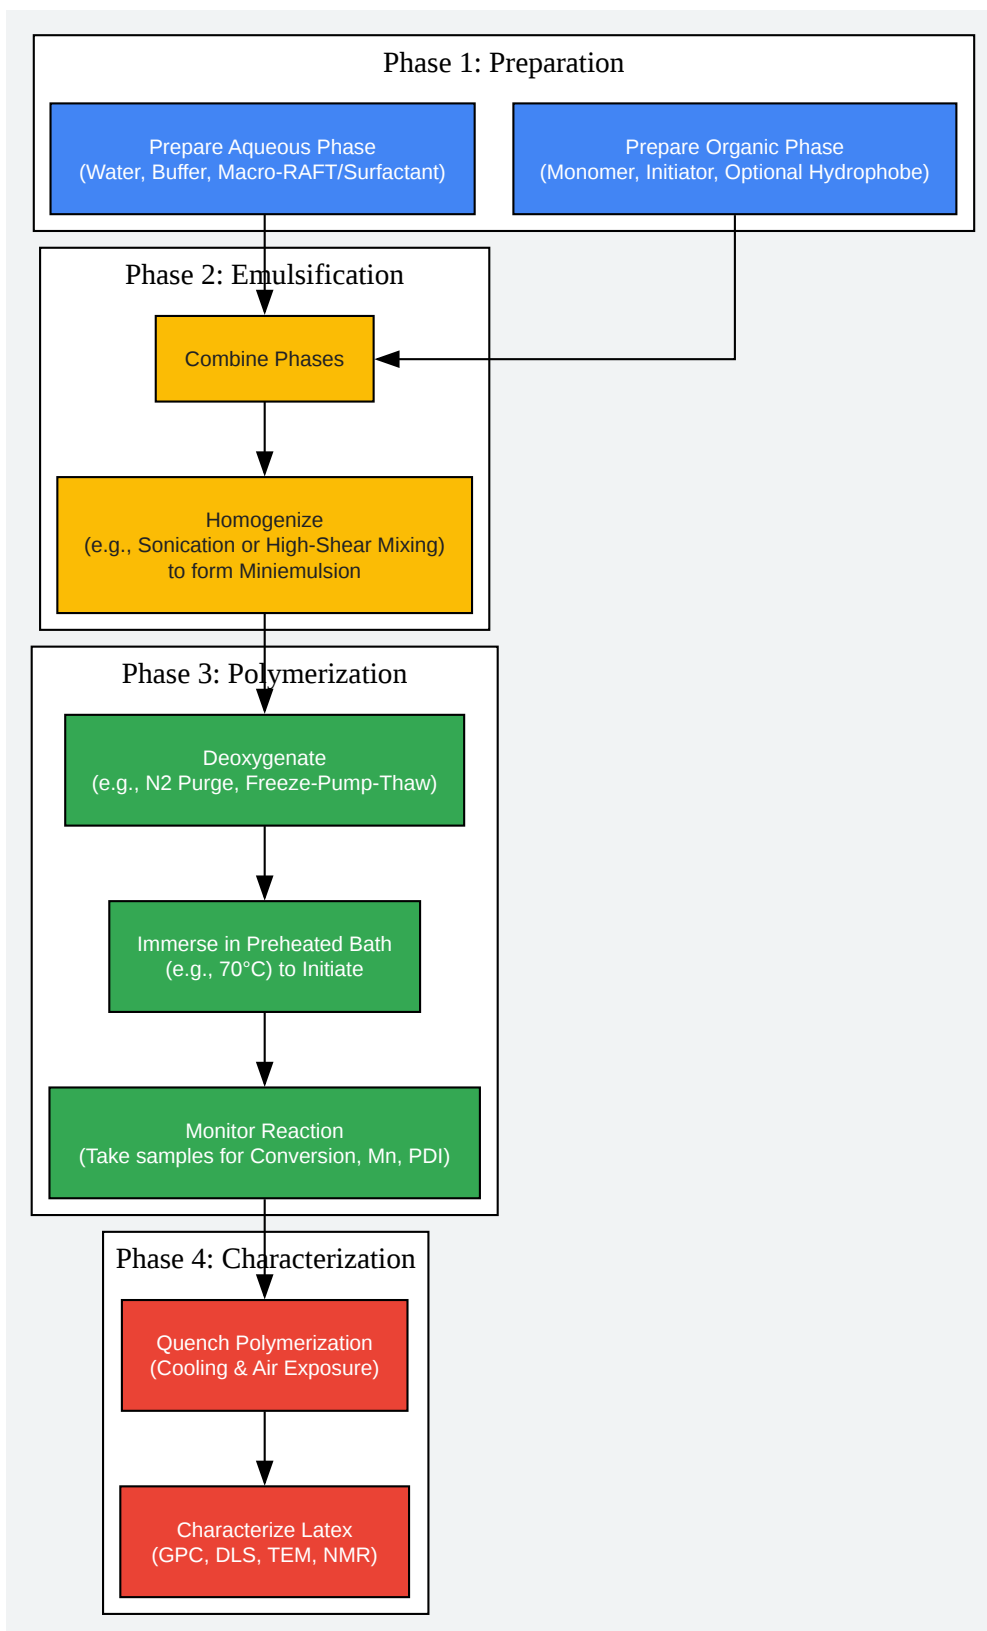 Phase 1: Preparation
Prepare Aqueous Phase
(Water, Buffer, Macro-RAFT/Surfactant)
Prepare Organic Phase
(Monomer, Initiator, Optional Hydrophobe)
Phase 2: Emulsification
Combine Phases
Homogenize
(e.g., Sonication or High-Shear Mixing)
to form Miniemulsion
Phase 3: Polymerization
Deoxygenate
(e.g., N2 Purge, Freeze-Pump-Thaw)
Immerse in Preheated Bath
(e.g., 70°C) to Initiate
Monitor Reaction
(Take samples for Conversion, Mn, PDI)
Phase 4: Characterization
Quench Polymerization
(Cooling & Air Exposure)
Characterize Latex
(GPC, DLS, TEM, NMR)